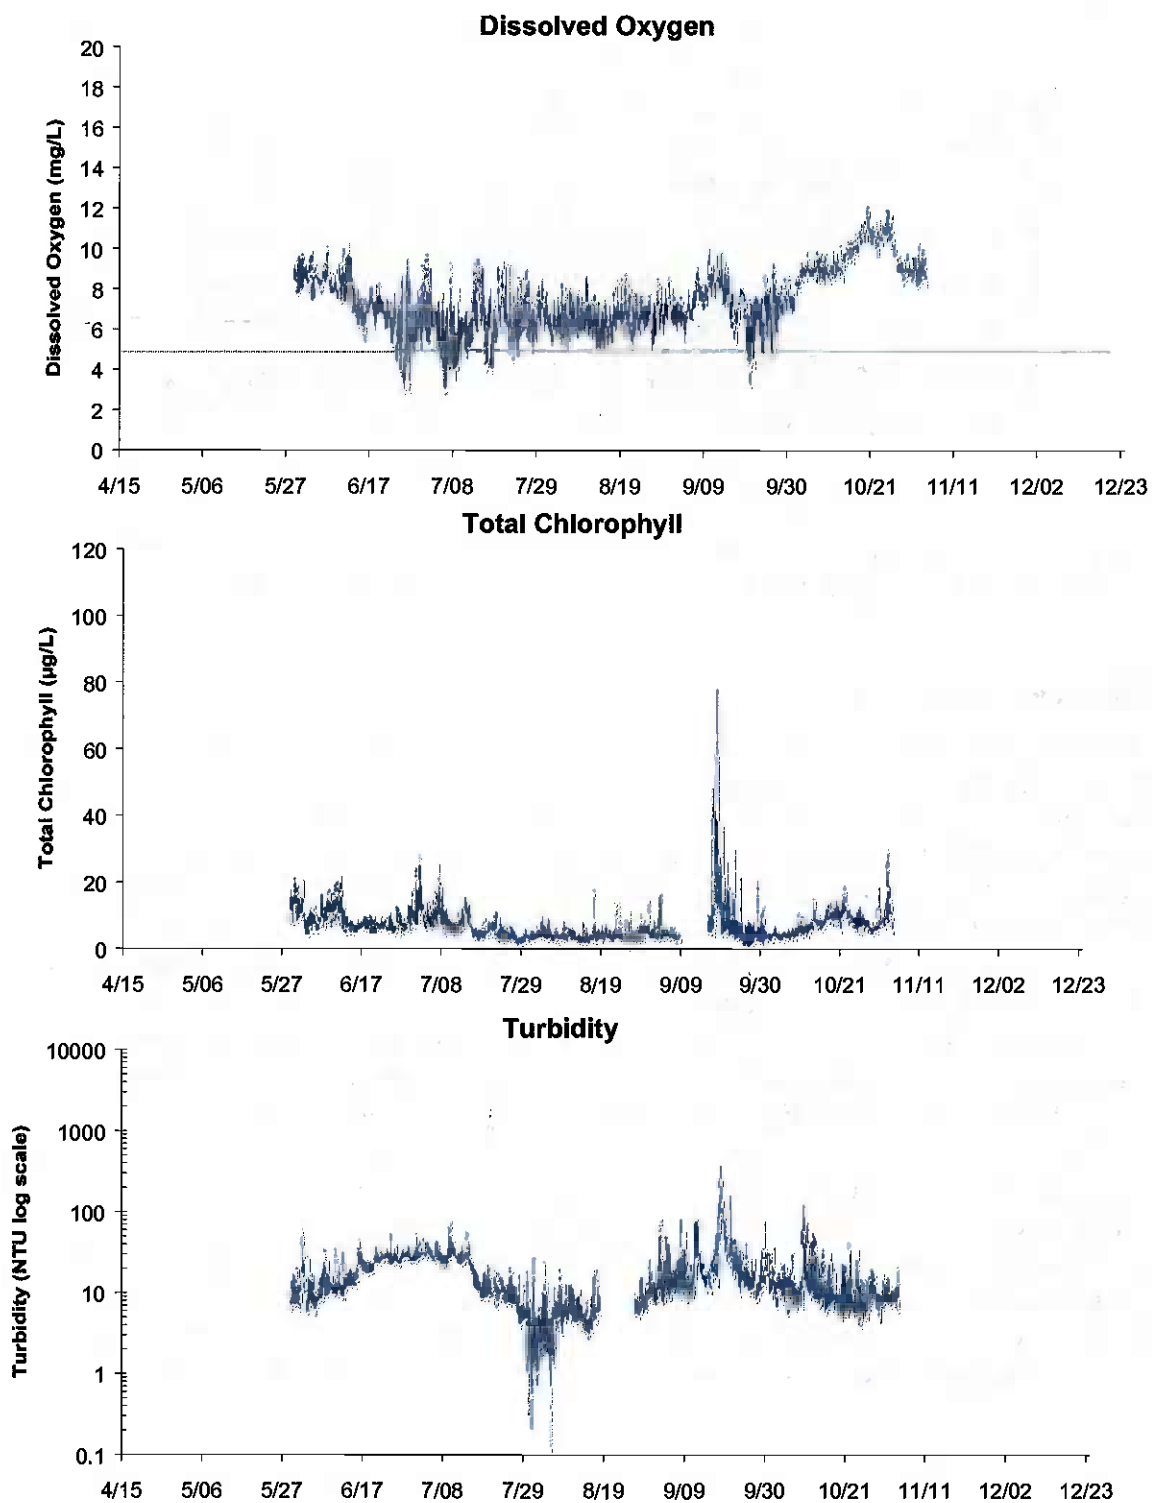 Dissolved Oxygen
20
18
16
14
12
10
8
6
4
2
0
Dissolved Oxygen (mg/L)
4/15 5/06 5/27 6/17 7/08 7/29 8/19 9/09 9/30 10/21 11/11 12/02 12/23
Total Chlorophyll
120
100
80
60
40
20
0
Total Chlorophyll (µg/L)
4/15 5/06 5/27 6/17 7/08 7/29 8/19 9/09 9/30 10/21 11/11 12/02 12/23
Turbidity
10000
1000
100
10
1
0.1
Turbidity (NTU log scale)
4/15 5/06 5/27 6/17 7/08 7/29 8/19 9/09 9/30 10/21 11/11 12/02 12/23